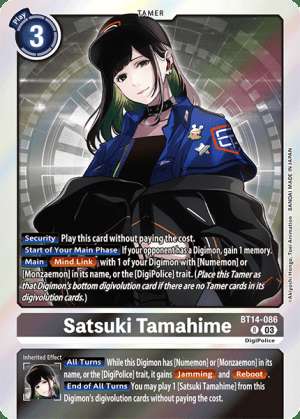 TAMER
Play
3
Security Play this card without paying the cost.
Start of Your Main Phase If your opponent has a Digimon, gain 1 memory.
Main Mind Link with 1 of your Digimon with [Numemon] or
[Monzaemon] in its name, or the [DigiPolice] trait. (Place this Tamer as
that Digimon's bottom digivolution card if there are no Tamer cards in its
digivolution cards.)
Satsuki Tamahime
BT14-086
R 03
DigiPolice
Inherited Effect
All Turns While this Digimon has [Numemon] or [Monzaemon] in its
name, or the [DigiPolice] trait, it gains Jamming and Reboot.
End of All Turns You may play 1 [Satsuki Tamahime] from this
Digimon's digivolution cards without paying the cost.